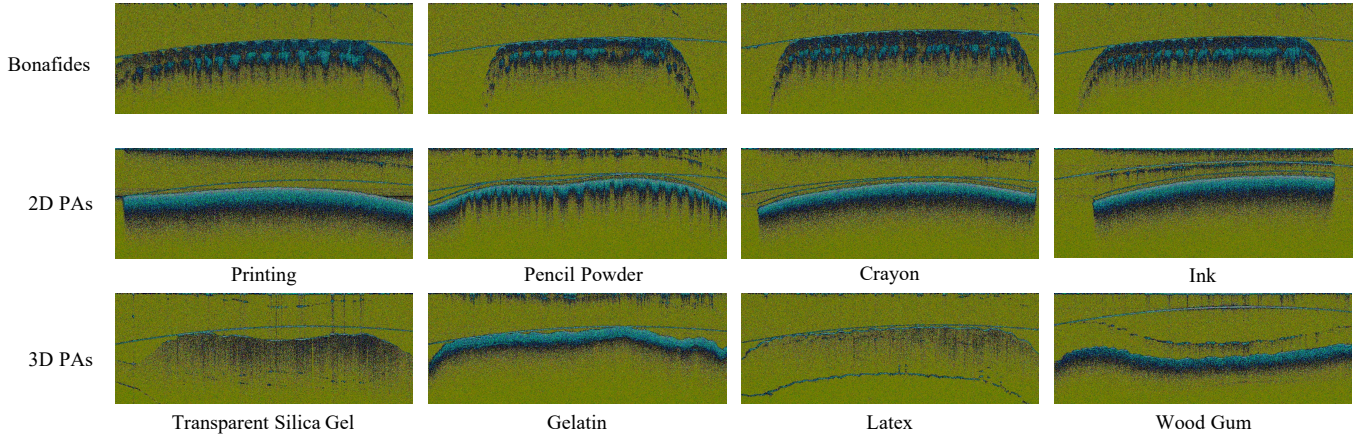 Bonafides
2D PAs
Printing
Pencil Powder
Crayon
Ink
3D PAs
Transparent Silica Gel
Gelatin
Latex
Wood Gum